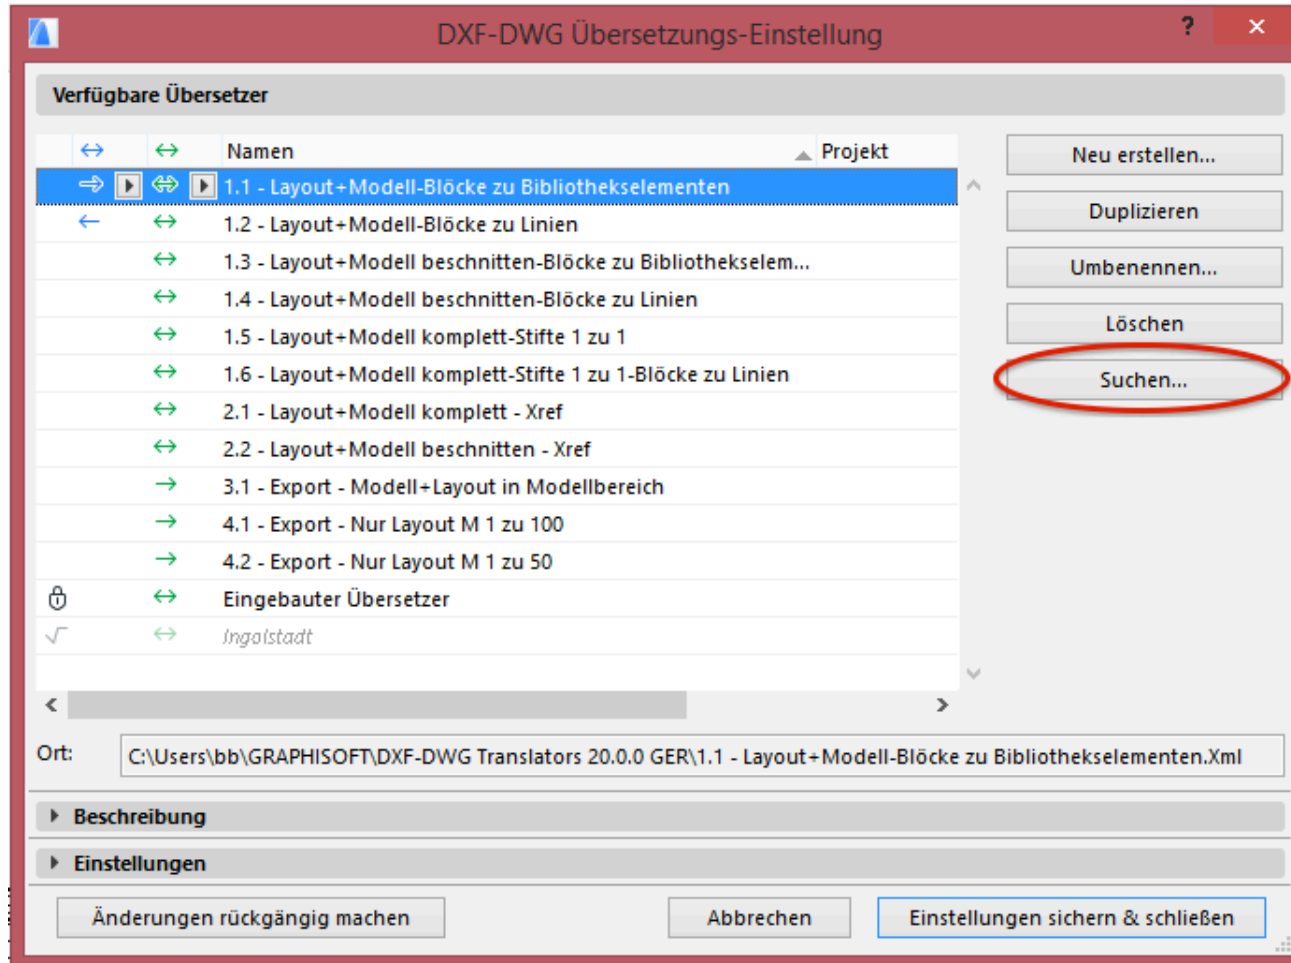 DXF-DWG Übersetzungs-Einstellung ?
Verfügbare Übersetzer
Namen Projekt
1.1 - Layout+Modell-Blöcke zu Bibliothekselementen
1.2 - Layout+Modell-Blöcke zu Linien
1.3 - Layout+Modell beschnitten-Blöcke zu Bibliothekselem...
1.4 - Layout+Modell beschnitten-Blöcke zu Linien
1.5 - Layout+Modell komplett-Stifte 1 zu 1
1.6 - Layout+Modell komplett-Stifte 1 zu 1-Blöcke zu Linien
2.1 - Layout+Modell komplett - Xref
2.2 - Layout+Modell beschnitten - Xref
3.1 - Export - Modell+Layout in Modellbereich
4.1 - Export - Nur Layout M 1 zu 100
4.2 - Export - Nur Layout M 1 zu 50
Eingebauter Übersetzer
Ingolstadt
Neu erstellen...
Duplizieren
Umbenennen...
Löschen
Suchen...
Ort: C:\Users\bb\GRAPHISOFT\DXF-DWG Translators 20.0.0 GER\1.1 - Layout+Modell-Blöcke zu Bibliothekselementen.Xml
Beschreibung
Einstellungen
Änderungen rückgängig machen Abbrechen Einstellungen sichern & schließen